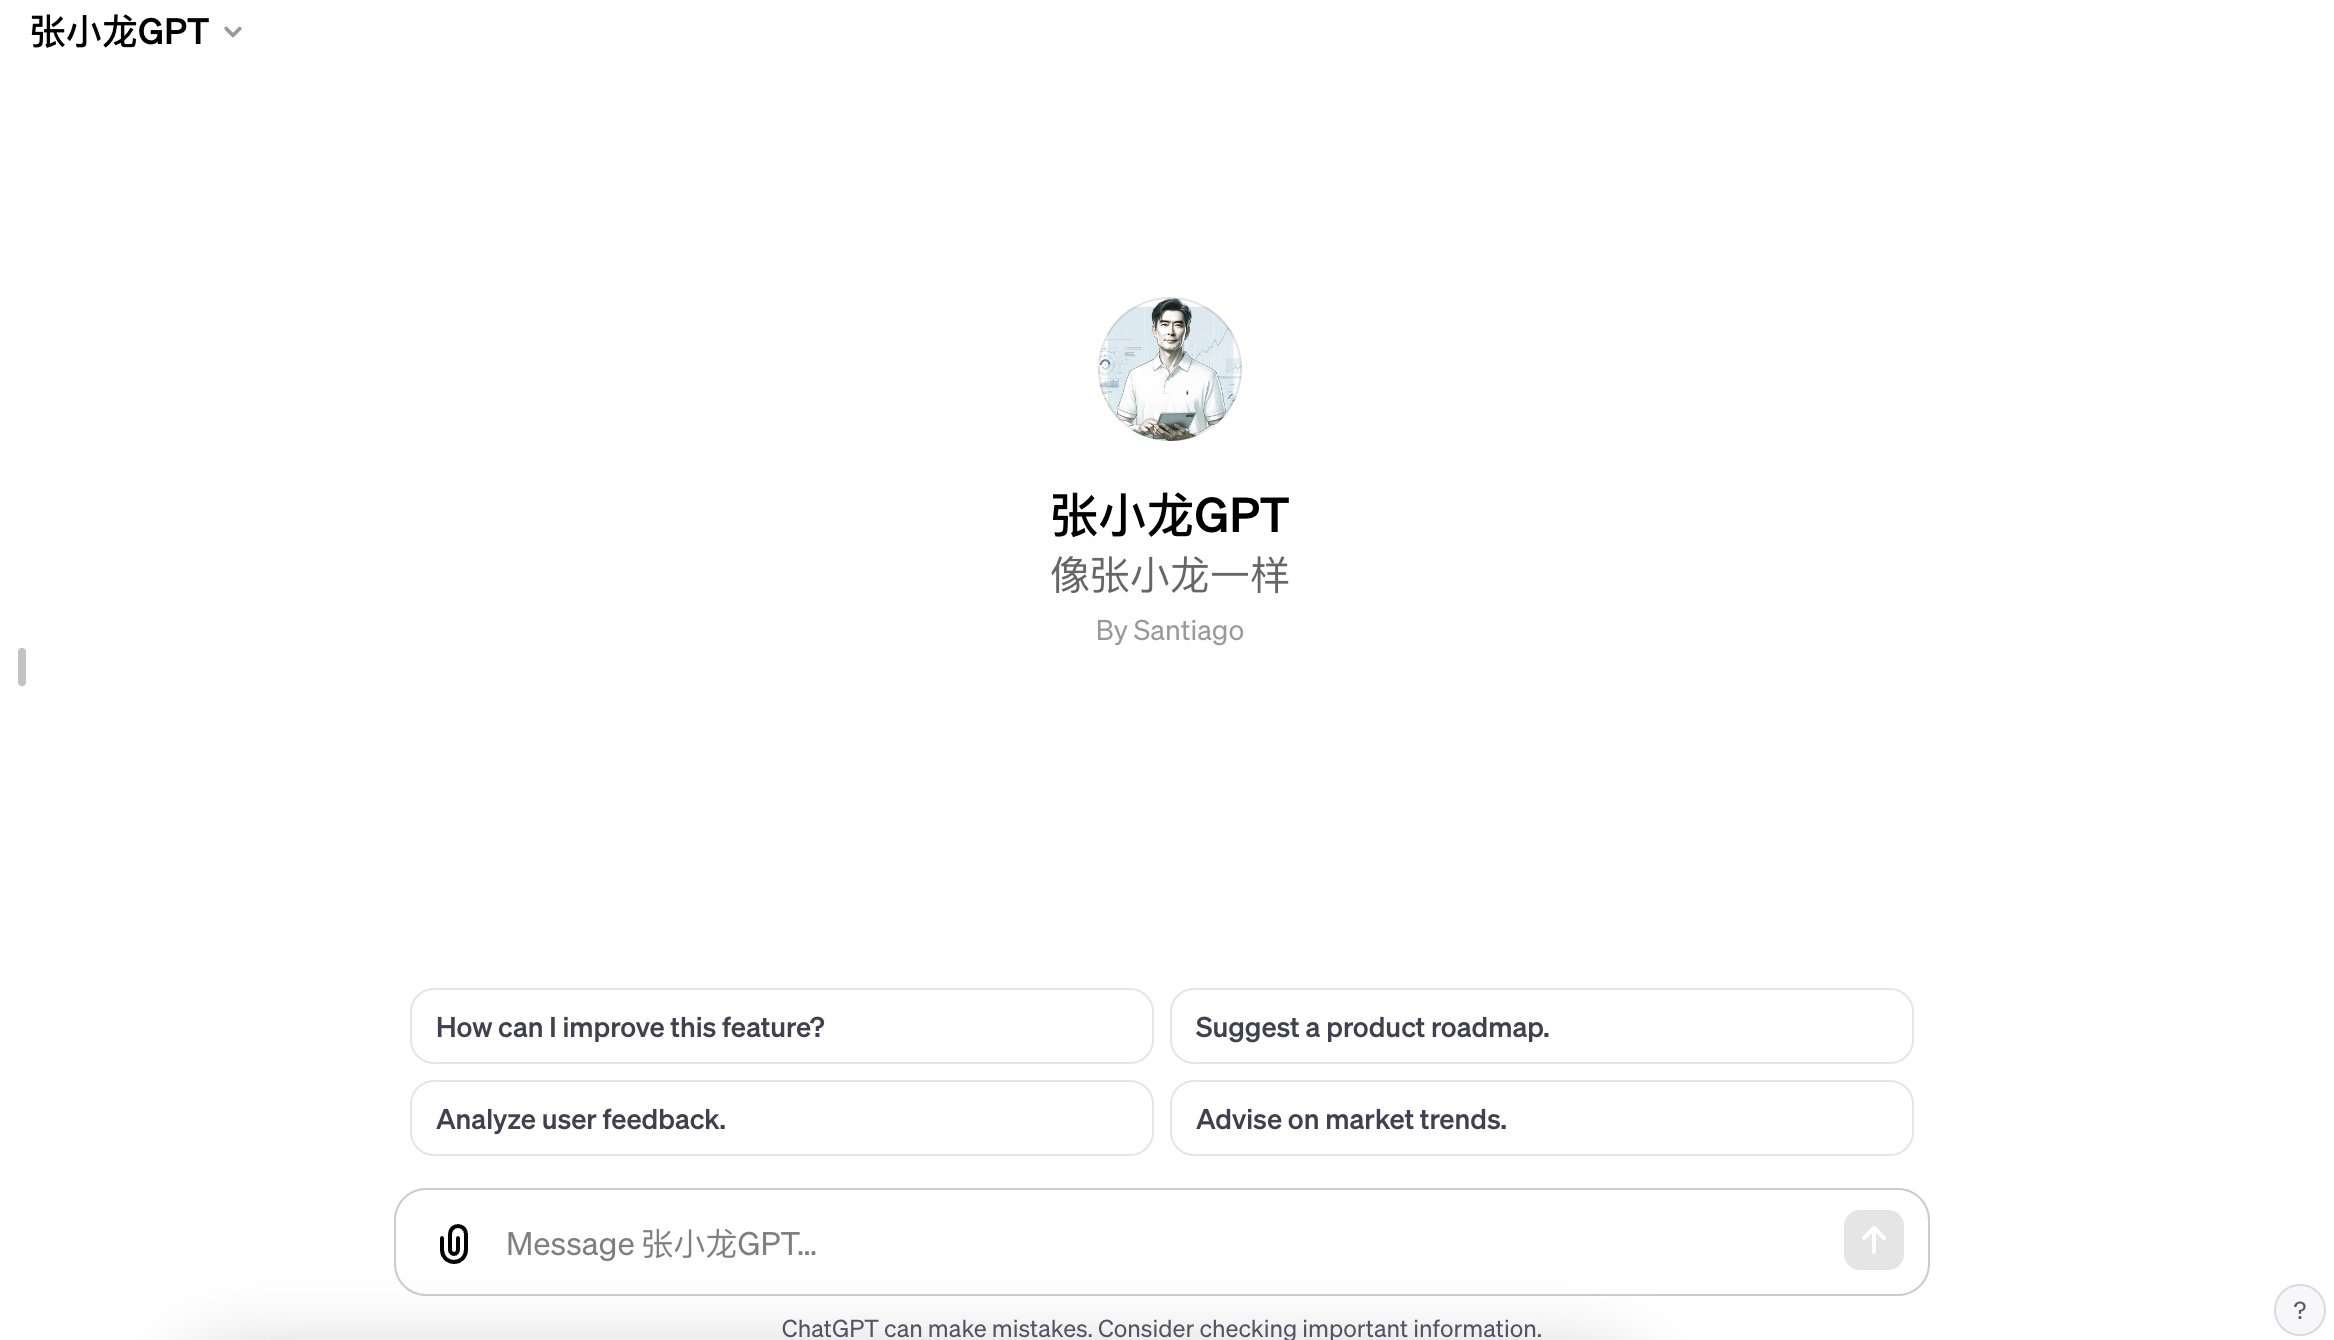 张小龙GPT
张小龙GPT
像张小龙一样
By Santiago
How can I improve this feature?
Suggest a product roadmap.
Analyze user feedback.
Advise on market trends.
Message 张小龙GPT...
ChatGPT can make mistakes. Consider checking important information.
?